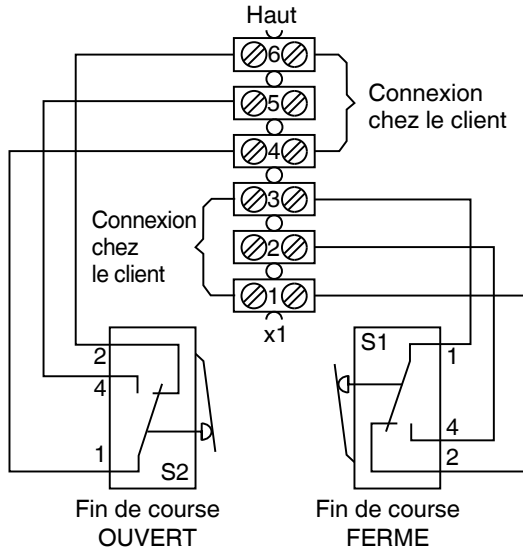 Haut
6
5
4
3
2
1
x1
Connexion
chez le client
Connexion
chez
le client
2
4
1
S2
S1
1
4
2
Fin de course
OUVERT
Fin de course
FERME